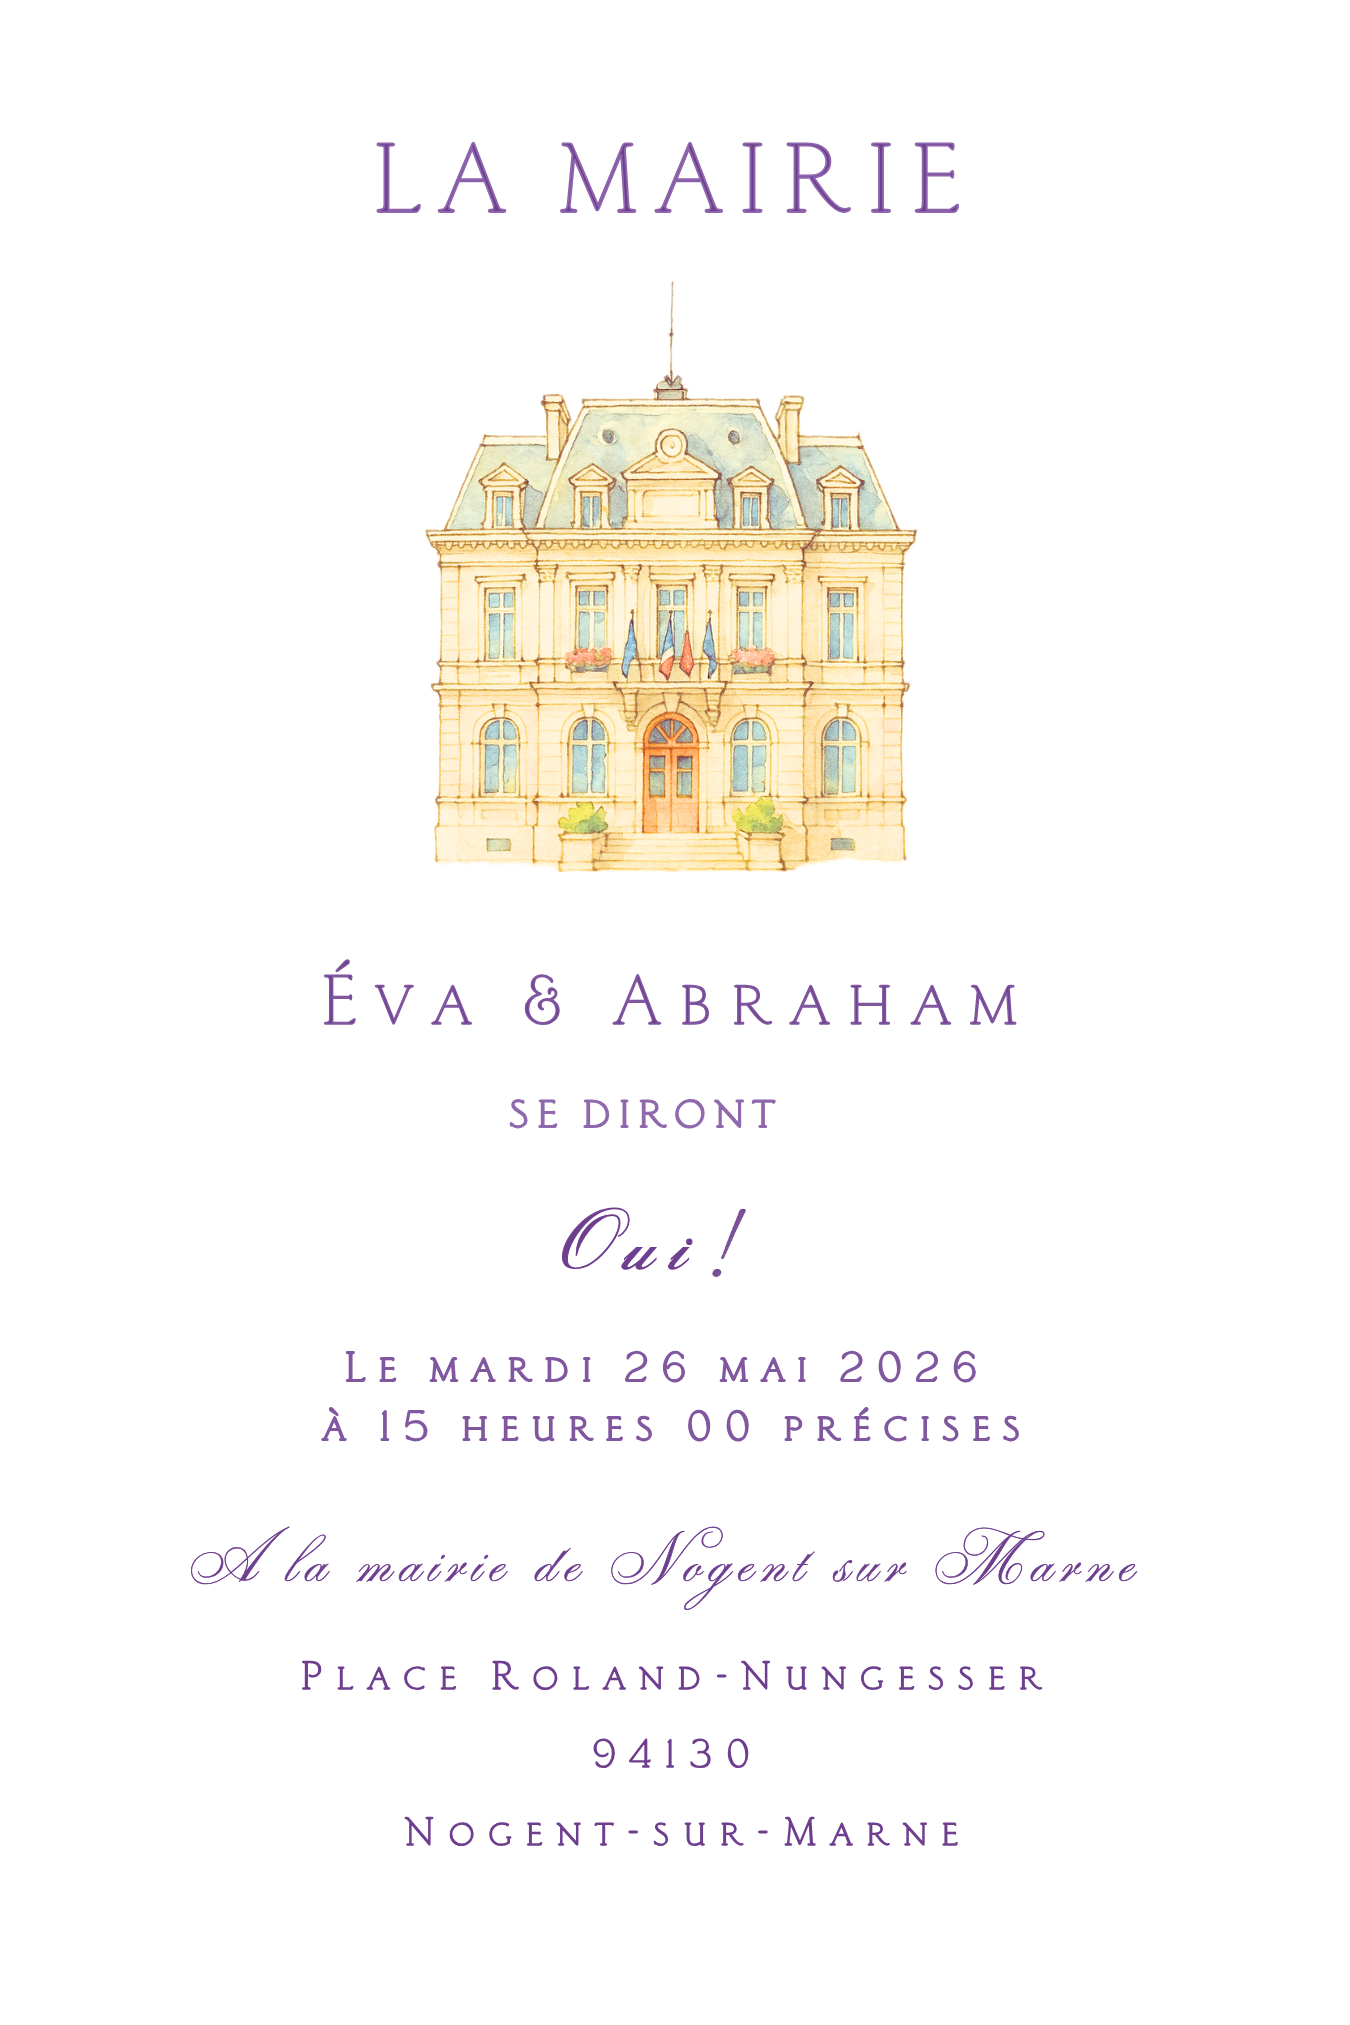 LA MAIRIE
Éva & Abraham
SE DIRONT
Oui!
Le mardi 26 mai 2026
à 15 heures 00 précises
A la mairie de Nogent sur Marne
Place Roland-Nungesser
94130
Nogent-sur-Marne